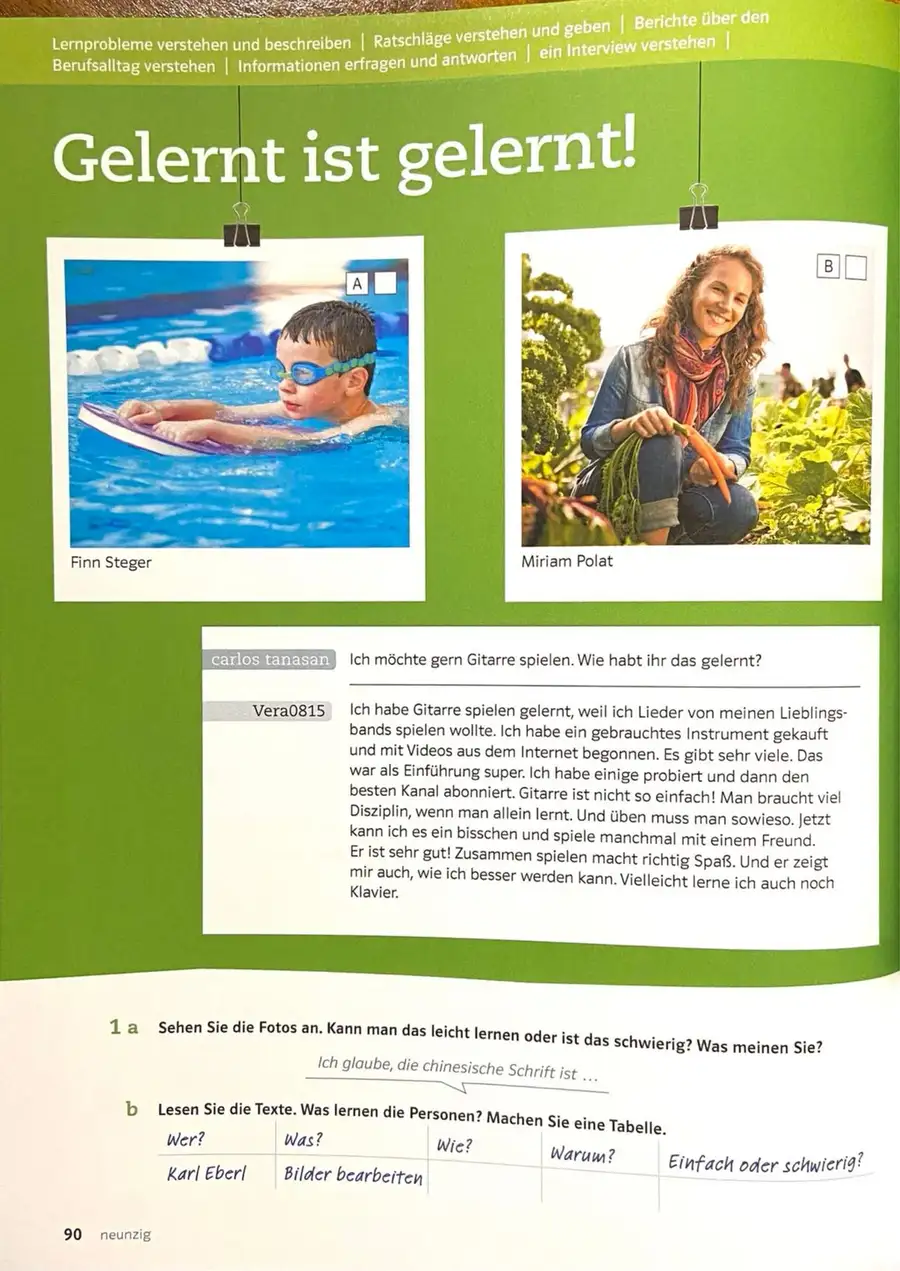 Lernprobleme verstehen und beschreiben | Ratschläge verstehen und geben | Berichte über den
Berufsalltag verstehen | Informationen erfragen und antworten | ein Interview verstehen |
Gelernt ist gelernt!
A
B
Finn Steger
Miriam Polat
carlos tanasan
Ich möchte gern Gitarre spielen. Wie habt ihr das gelernt?
Vera0815
Ich habe Gitarre spielen gelernt, weil ich Lieder von meinen Lieblings-
bands spielen wollte. Ich habe ein gebrauchtes Instrument gekauft
und mit Videos aus dem Internet begonnen. Es gibt sehr viele. Das
war als Einführung super. Ich habe einige probiert und dann den
besten Kanal abonniert. Gitarre ist nicht so einfach! Man braucht viel
Disziplin, wenn man allein lernt. Und üben muss man sowieso. Jetzt
kann ich es ein bisschen und spiele manchmal mit einem Freund.
Er ist sehr gut! Zusammen spielen macht richtig Spaß. Und er zeigt
mir auch, wie ich besser werden kann. Vielleicht lerne ich auch noch
Klavier.
1 a Sehen Sie die Fotos an. Kann man das leicht lernen oder ist das schwierig? Was meinen Sie?
Ich glaube, die chinesische Schrift ist ...
b Lesen Sie die Texte. Was lernen die Personen? Machen Sie eine Tabelle.
Wer? Was? Wie? Warum? Einfach oder schwierig?
Karl Eberl Bilder bearbeiten
90 neunzig